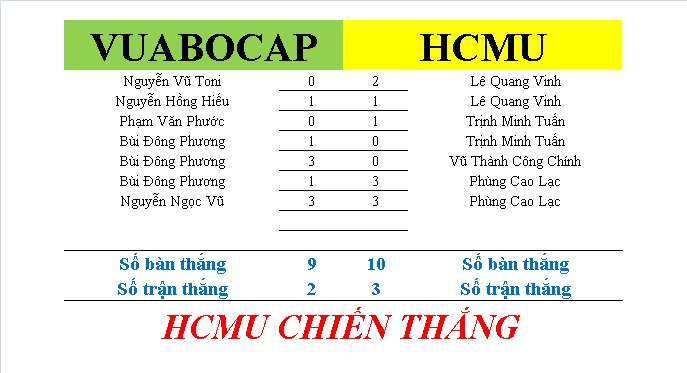 VUABOCAP HCMU
Nguyễn Vũ Toni 0 2 Lê Quang Vinh
Nguyễn Hồng Hiếu 1 1 Lê Quang Vinh
Phạm Văn Phước 0 1 Trịnh Minh Tuấn
Bùi Đông Phương 1 0 Trịnh Minh Tuấn
Bùi Đông Phương 3 0 Vũ Thành Công Chính
Bùi Đông Phương 1 3 Phùng Cao Lạc
Nguyễn Ngọc Vũ 3 3 Phùng Cao Lạc
Số bàn thắng 9 10 Số bàn thắng
Số trận thắng 2 3 Số trận thắng
HCMU CHIẾN THẮNG